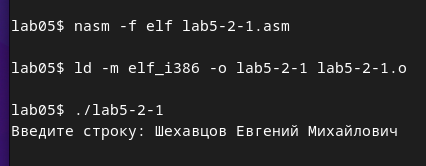 lab05$ nasm -f elf lab5-2-1.asm
lab05$ ld -m elf_i386 -o lab5-2-1 lab5-2-1.o
lab05$ ./lab5-2-1
Введите строку: Шехавцов Евгений Михайлович